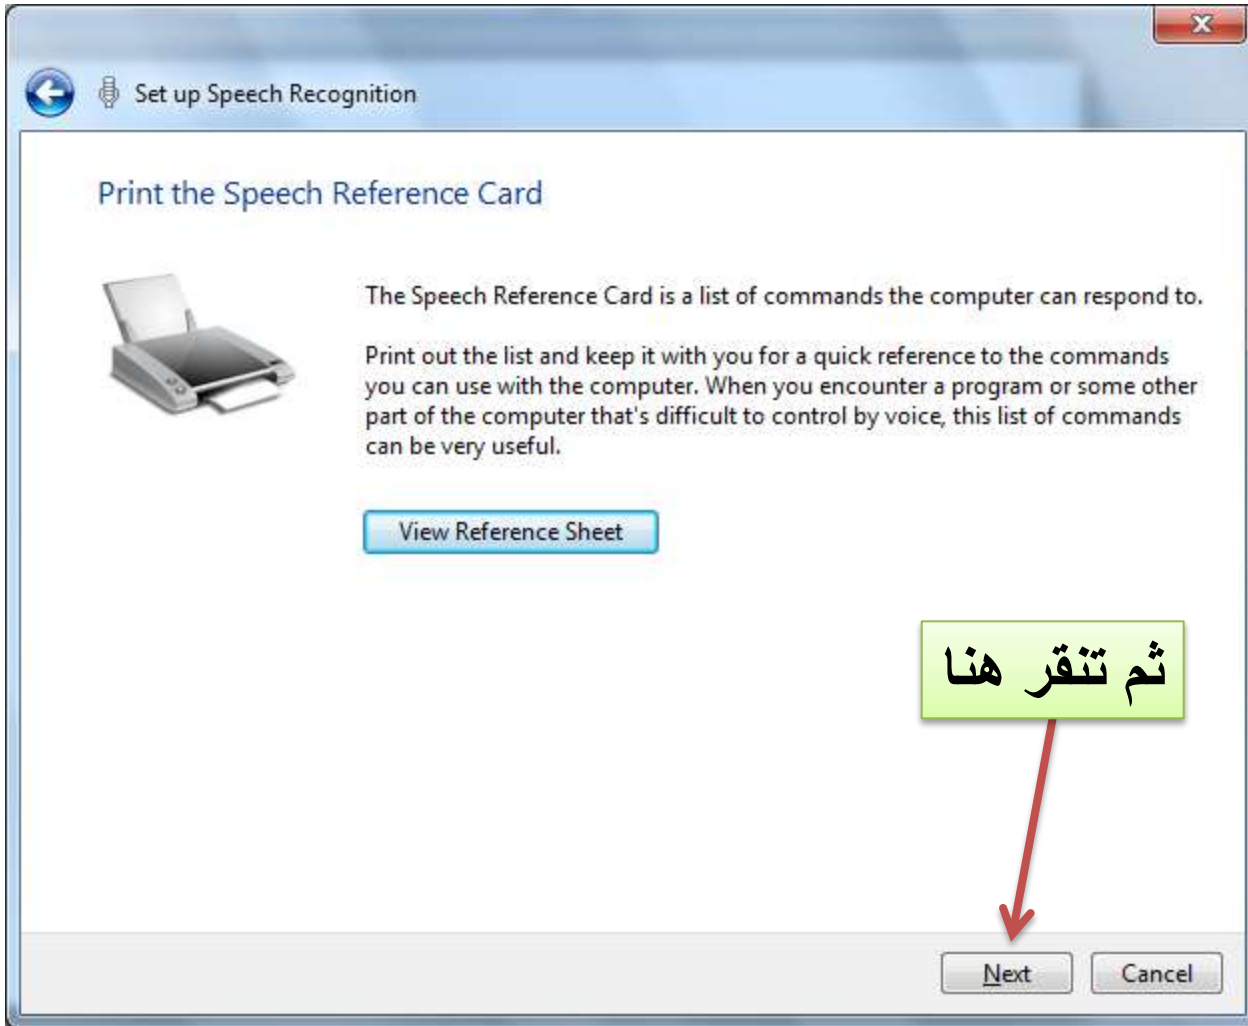 Set up Speech Recognition
Print the Speech Reference Card
The Speech Reference Card is a list of commands the computer can respond to.
Print out the list and keep it with you for a quick reference to the commands
you can use with the computer. When you encounter a program or some other
part of the computer that's difficult to control by voice, this list of commands
can be very useful.
View Reference Sheet
ثم تنقر هنا
Next
Cancel